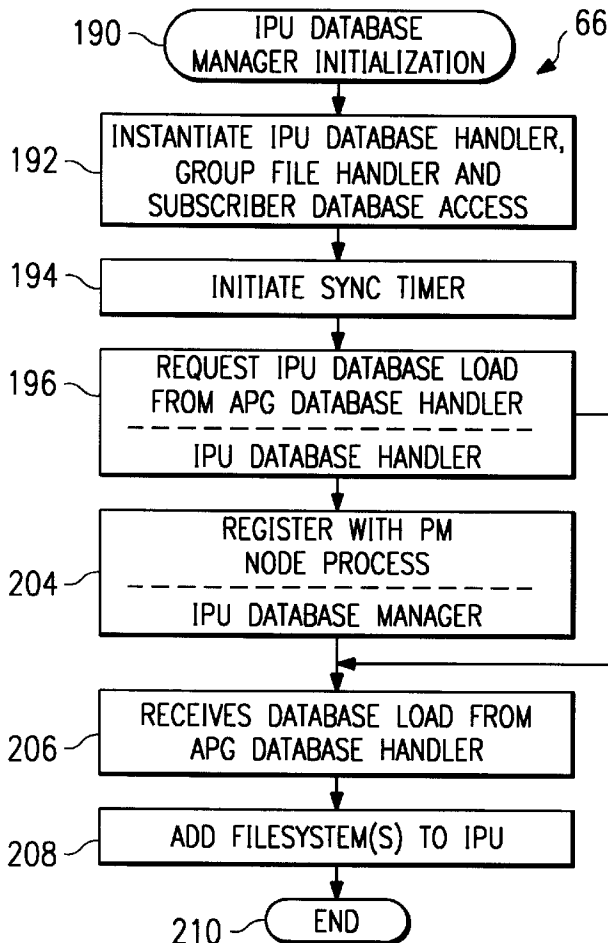 190
IPU DATABASE
MANAGER INITIALIZATION
66
192
INSTANTIATE IPU DATABASE HANDLER,
GROUP FILE HANDLER AND
SUBSCRIBER DATABASE ACCESS
194
INITIATE SYNC TIMER
196
REQUEST IPU DATABASE LOAD
FROM APG DATABASE HANDLER
IPU DATABASE HANDLER
204
REGISTER WITH PM
NODE PROCESS
IPU DATABASE MANAGER
206
RECEIVES DATABASE LOAD FROM
APG DATABASE HANDLER
208
ADD FILESYSTEM(S) TO IPU
210
END